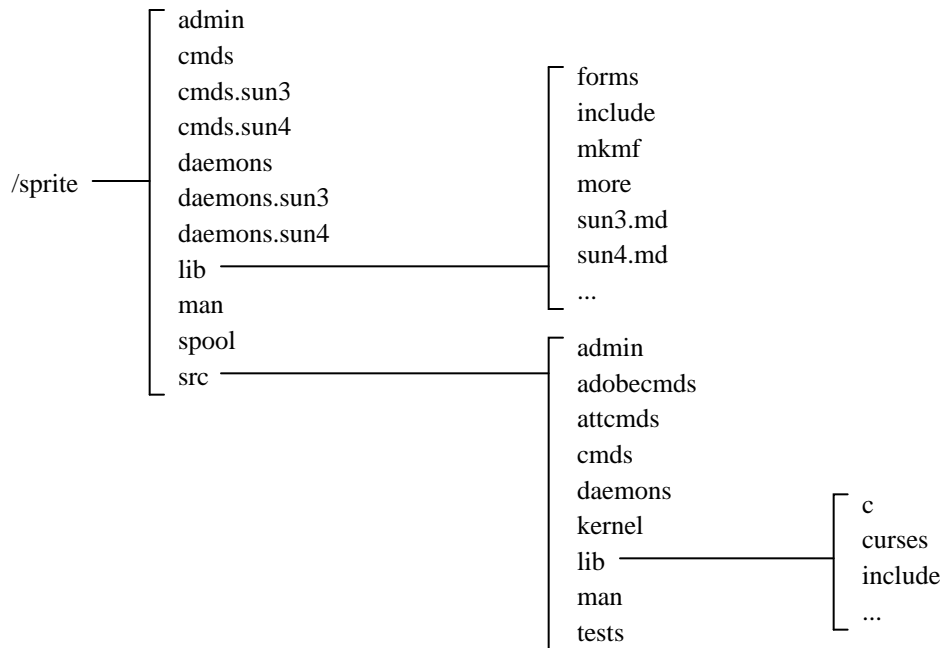 /sprite
admin
cmds
cmds.sun3
cmds.sun4
daemons
daemons.sun3
daemons.sun4
lib
man
spool
src
forms
include
mkmf
more
sun3.md
sun4.md
...
admin
adobecmds
attcmds
cmds
daemons
kernel
lib
man
tests
c
curses
include
...